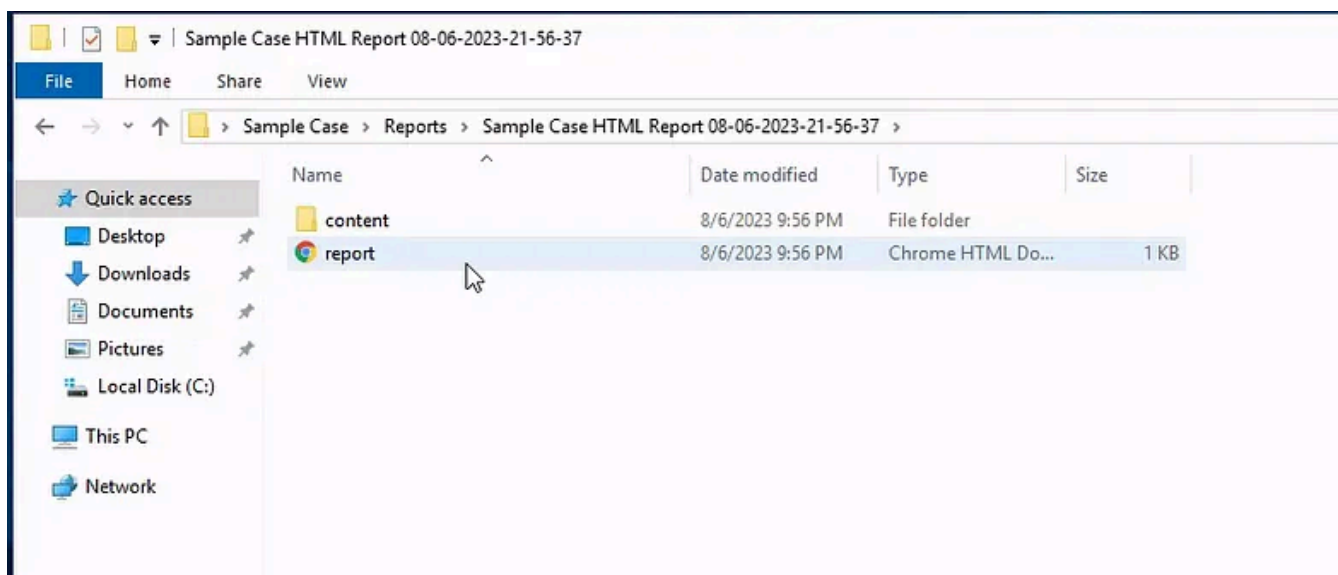 Sample Case HTML Report 08-06-2023-21-56-37
File Home Share View
Sample Case > Reports > Sample Case HTML Report 08-06-2023-21-56-37 >
Name Date modified Type Size
Quick access
content 8/6/2023 9:56 PM File folder
Desktop
report 8/6/2023 9:56 PM Chrome HTML Do... 1 KB
Downloads
Documents
Pictures
Local Disk (C:)
This PC
Network